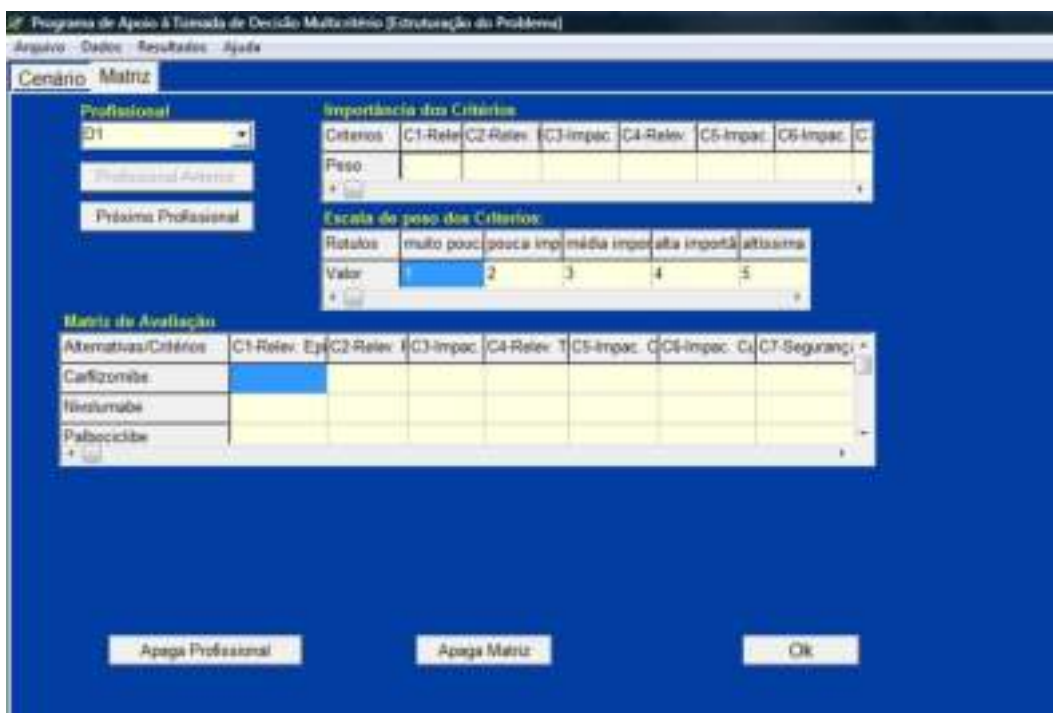 Programa de Apoio à Tomada de Decisão Multicritério [Estruturação do Problema]
Arquivo Dados Resultados Ajuda
Cenário Matriz
Profissional
D1
Profissional Anterior
Próximo Profissional
Importância dos Critérios
Criterios C1-Rele C2-Relev. C3-Impac. C4-Relev. C5-Impac. C6-Impac. C
Peso
Escala de peso dos Critérios
Rotulos muito pouc pouca imp média impor alta importâ altissima
Valor 1 2 3 4 5
Matriz de Avaliação
Alternativas/Critérios C1-Relev. Epi C2-Relev. C3-Impac. C4-Relev. T C5-Impac. C C6-Impac. Cu C7-Seguranç
Carfilzomibe
Nivolumabe
Palbociclibe
Apaga Profissional Apaga Matriz Ok